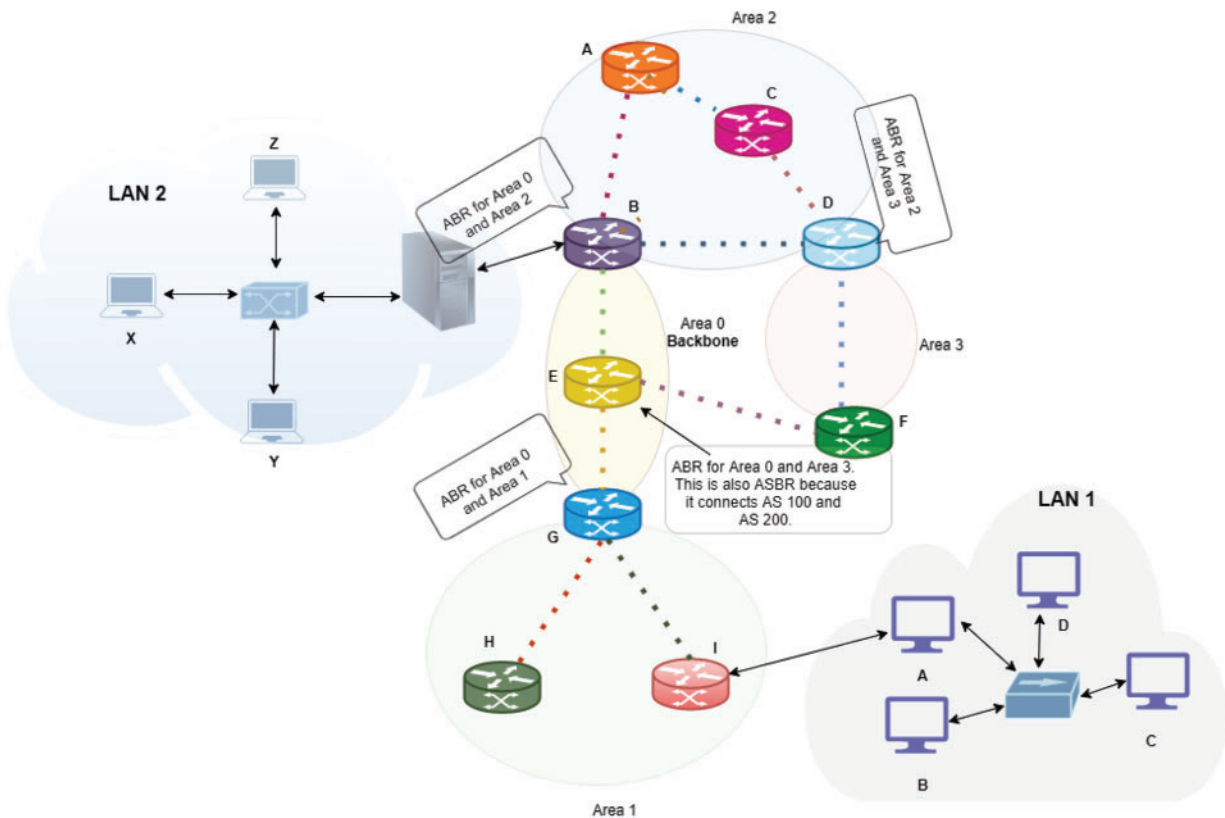 Area 2
A
C
ABR for Area 2
and Area 3
Z
LAN 2
ABR for Area 0
and Area 2
B
D
X
Area 0
Backbone
Area 3
E
F
Y
ABR for Area 0
and Area 1
ABR for Area 0 and Area 3.
This is also ASBR because
it connects AS 100 and
AS 200.
LAN 1
G
D
H
I
A
C
B
Area 1